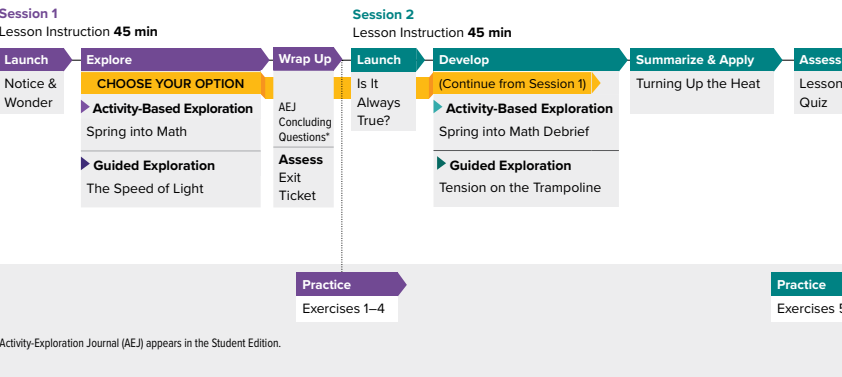 Session 1
Lesson Instruction 45 min
Launch
Notice &
Wonder
Explore
CHOOSE YOUR OPTION
Activity-Based Exploration
Spring into Math
Guided Exploration
The Speed of Light
Wrap Up
AEJ
Concluding
Questions*
Assess
Exit
Ticket
Practice
Exercises 1–4
Session 2
Lesson Instruction 45 min
Launch
Is It
Always
True?
Develop
(Continue from Session 1)
Activity-Based Exploration
Spring into Math Debrief
Guided Exploration
Tension on the Trampoline
Summarize & Apply
Turning Up the Heat
Assess
Lesson
Quiz
Practice
Exercises
Activity-Exploration Journal (AEJ) appears in the Student Edition.